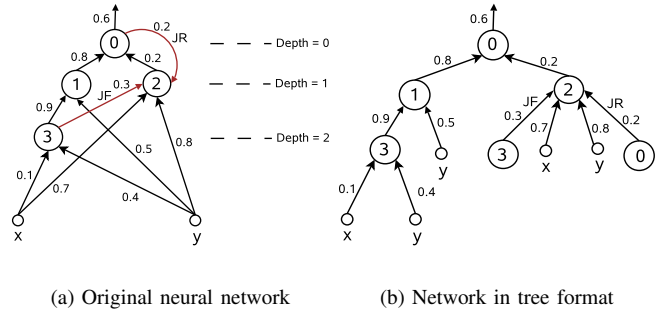 0.6
0.2
JR
0
Depth = 0
0.8
0.2
1
JF
0.3
2
Depth = 1
0.9
3
Depth = 2
0.1
0.7
0.5
0.8
0.4
x
y
(a) Original neural network
0.6
0
0.8
0.2
1
2
0.9
0.5
0.3
JF
0.7
0.8
JR
0.2
3
y
3
x
y
0
0.1
0.4
x
y
(b) Network in tree format